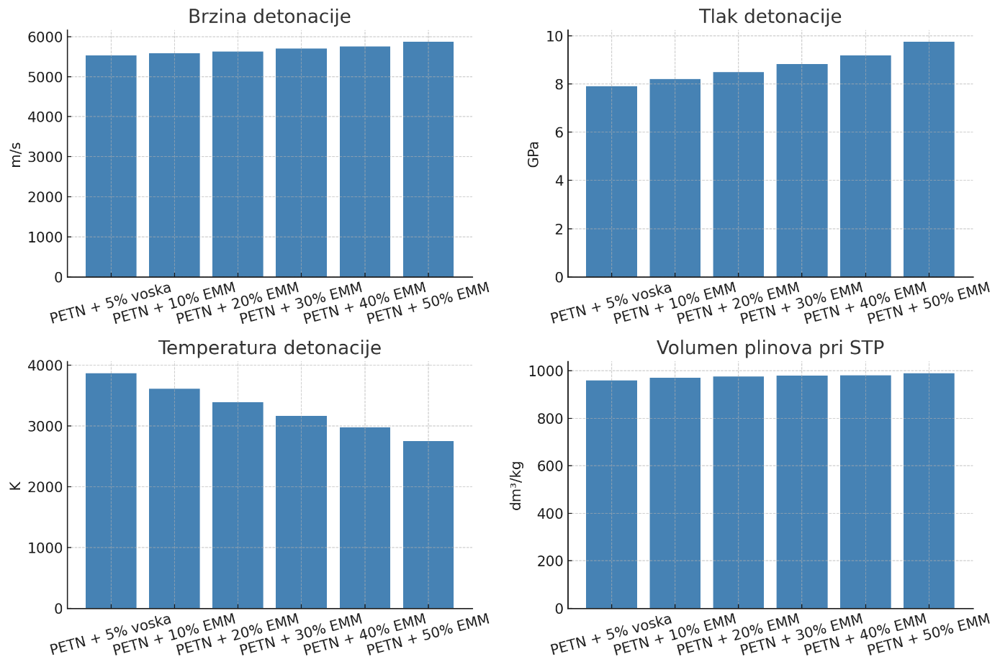 Brzina detonacije
6000
5000
4000
3000
2000
1000
0
m/s
PETN + 5% voska
PETN + 10% EMM
PETN + 20% EMM
PETN + 30% EMM
PETN + 40% EMM
PETN + 50% EMM
Tlak detonacije
10
8
6
4
2
0
GPa
PETN + 5% voska
PETN + 10% EMM
PETN + 20% EMM
PETN + 30% EMM
PETN + 40% EMM
PETN + 50% EMM
Temperatura detonacije
4000
3000
2000
1000
0
K
PETN + 5% voska
PETN + 10% EMM
PETN + 20% EMM
PETN + 30% EMM
PETN + 40% EMM
PETN + 50% EMM
Volumen plinova pri STP
1000
800
600
400
200
0
dm³/kg
PETN + 5% voska
PETN + 10% EMM
PETN + 20% EMM
PETN + 30% EMM
PETN + 40% EMM
PETN + 50% EMM